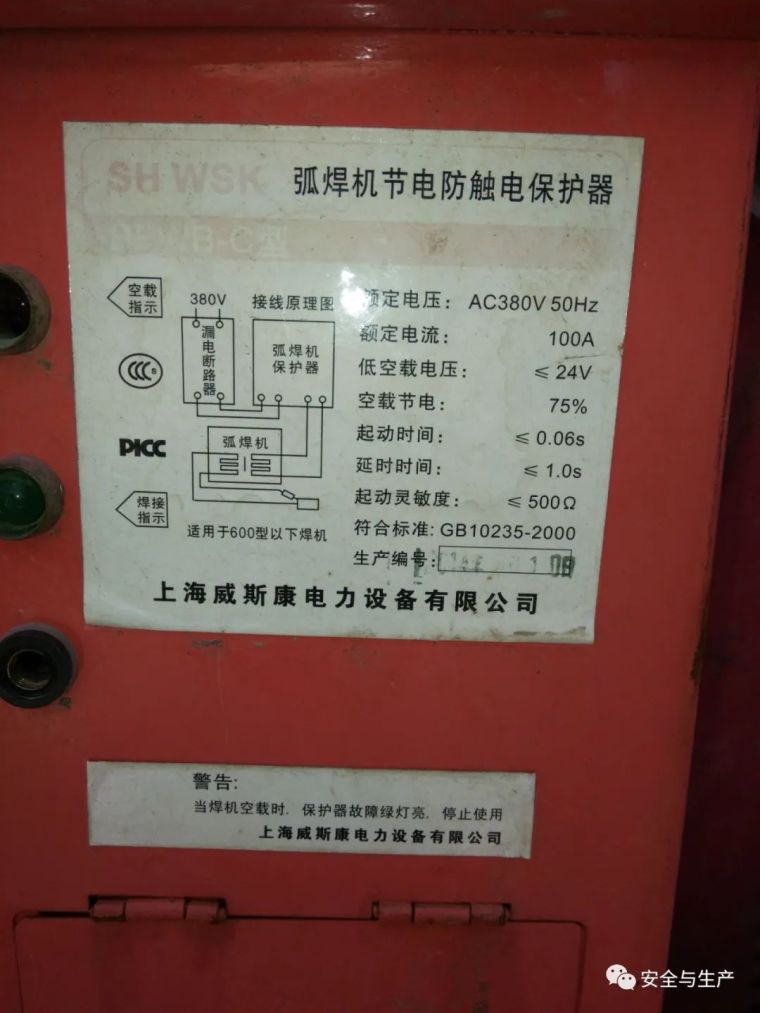 SH WSK
弧焊机节电防触电保护器
空载
指示
380V
接线原理图
漏电断路器
弧焊机
保护器
弧焊机
PICC
焊接
指示
适用于600型以下焊机
额定电压： AC380V 50Hz
额定电流： 100A
低空载电压： ≤ 24V
空载节电： 75%
起动时间： ≤ 0.06s
延时时间： ≤ 1.0s
起动灵敏度： ≤ 500Ω
符合标准: GB10235-2000
生产编号:
上海威斯康电力设备有限公司
警告:
当焊机空载时, 保护器故障绿灯亮, 停止使用
上海威斯康电力设备有限公司
安全与生产